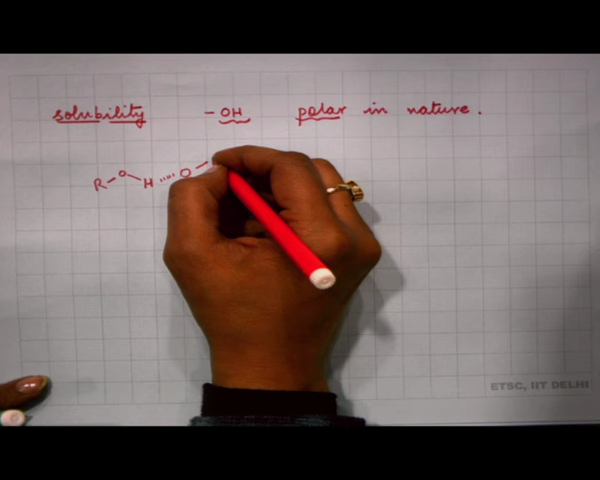 solubility -OH polar in nature.
R-O-H ····· O-
ETSC, IIT DELHI